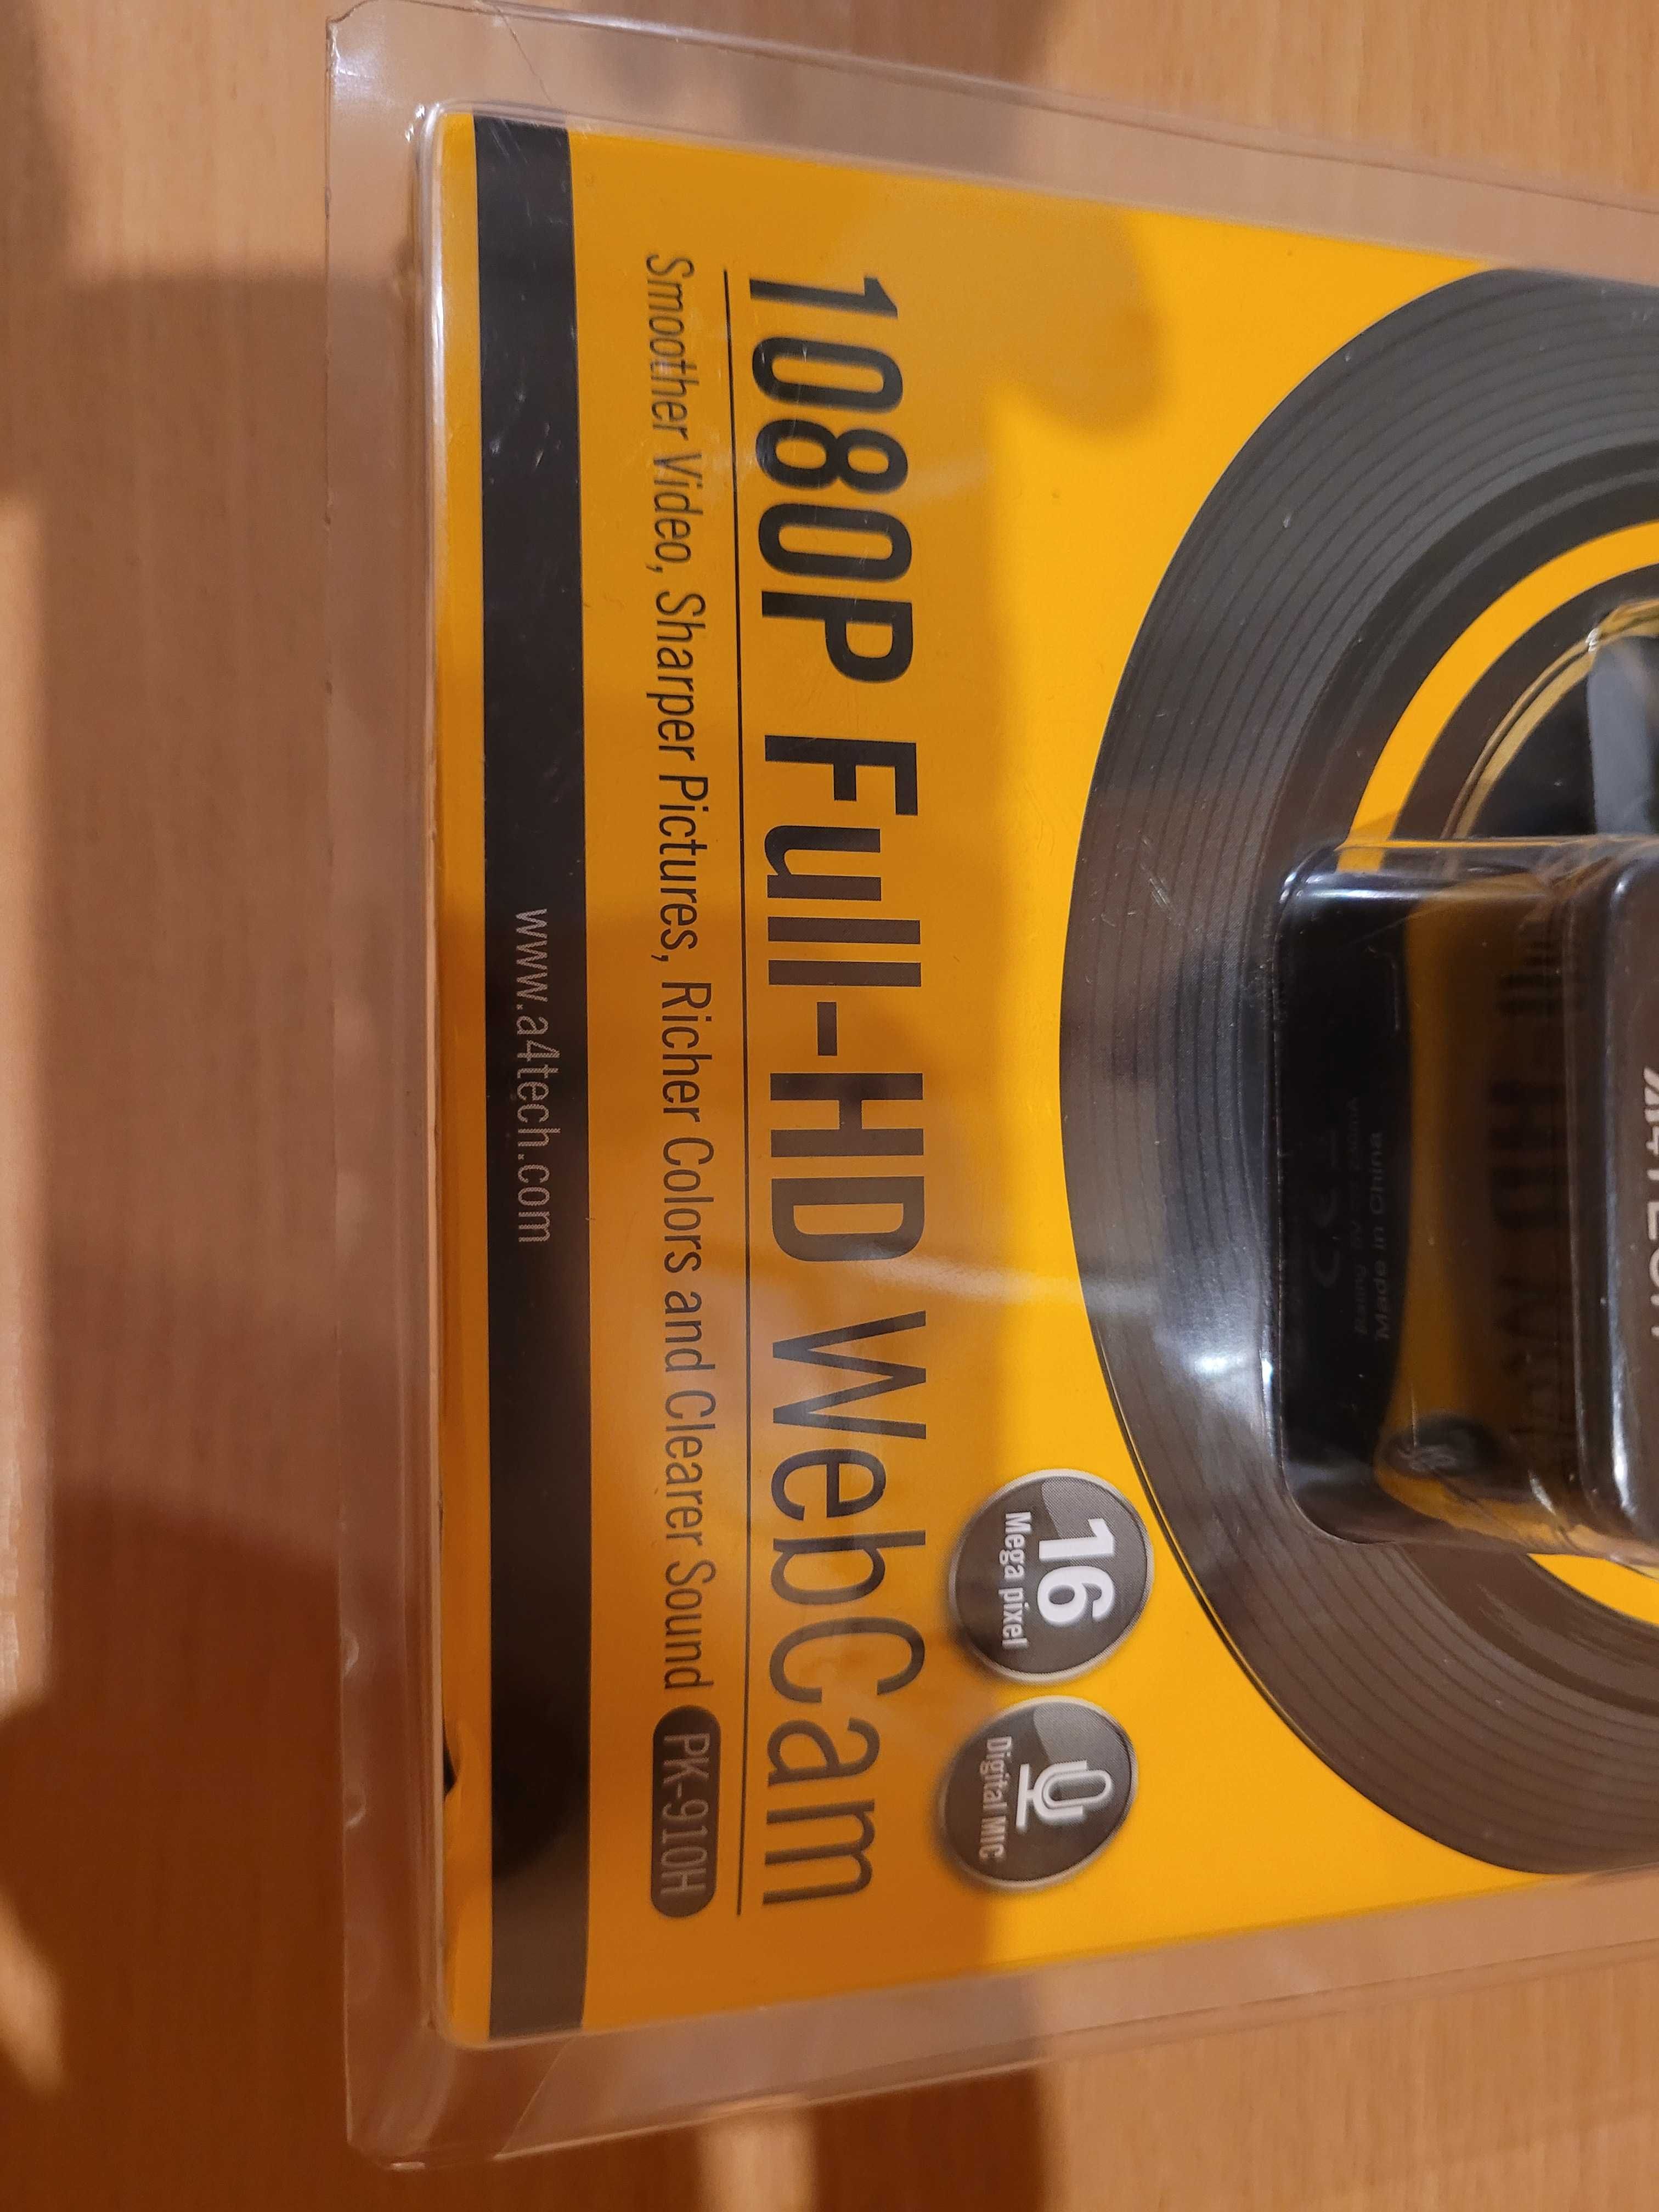 A4TECH
Made in China
16
Mega pixel
Digital MIC
1080P Full-HD WebCam
Smoother Video, Sharper Pictures, Richer Colors and Clearer Sound PK-910H
www.a4tech.com